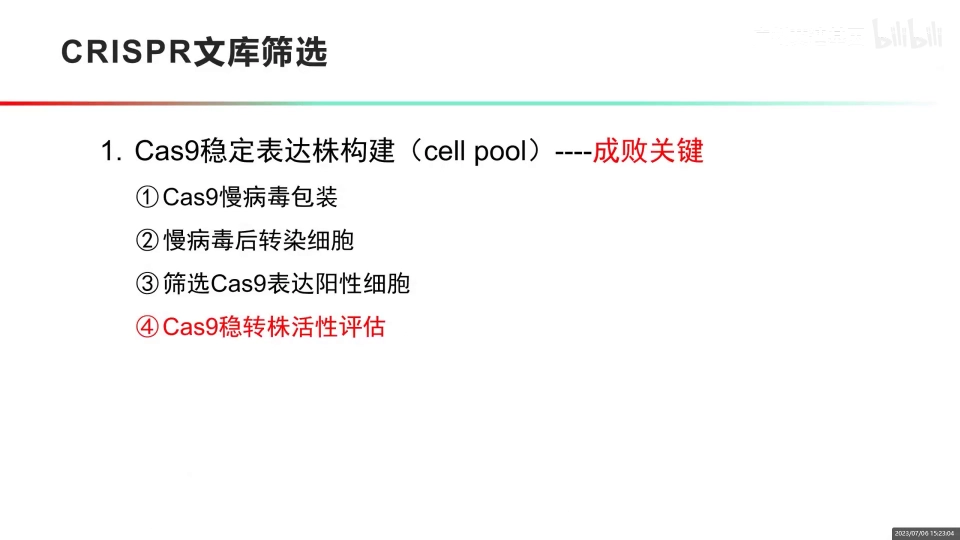 CRISPR文库筛选
bilibili
1. Cas9稳定表达株构建（cell pool）----成败关键
①Cas9慢病毒包装
②慢病毒后转染细胞
③筛选Cas9表达阳性细胞
④Cas9稳转株活性评估
2023/07/06 15:23:04